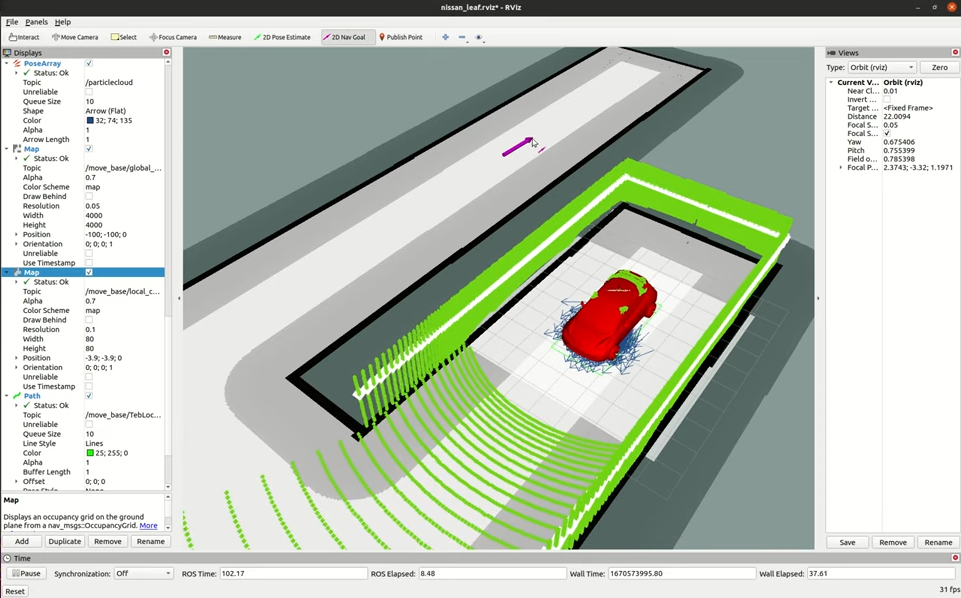 nissan_leaf.rviz* - RViz
File Panels Help
Interact Move Camera Select Focus Camera Measure 2D Pose Estimate 2D Nav Goal Publish Point
Displays
PoseArray
Status: Ok
Topic /particlecloud
Unreliable
Queue Size 10
Shape Arrow (Flat)
Color 32; 74; 135
Alpha 1
Arrow Length 1
Map
Status: Ok
Topic /move_base/global_...
Alpha 0.7
Color Scheme map
Draw Behind
Resolution 0.05
Width 4000
Height 4000
Position -100; -100; 0
Orientation 0; 0; 0; 1
Unreliable
Use Timestamp
Map
Status: Ok
Topic /move_base/local_c...
Alpha 0.7
Color Scheme map
Draw Behind
Resolution 0.1
Width 80
Height 80
Position -3.9; -3.9; 0
Orientation 0; 0; 0; 1
Unreliable
Use Timestamp
Path
Status: Ok
Topic /move_base/TebLoc...
Unreliable
Queue Size 10
Line Style Lines
Color 25; 255; 0
Alpha 1
Buffer Length 1
Offset 0; 0; 0
Map
Displays an occupancy grid on the ground
plane from a nav_msgs::OccupancyGrid. More
Add Duplicate Remove Rename
Views
Type: Orbit (rviz) Zero
Current V... Orbit (rviz)
Near Cl... 0.01
Invert ...
Target ... <Fixed Frame>
Distance 22.0094
Focal S... 0.05
Focal S...
Yaw 0.675406
Pitch 0.755399
Field o... 0.785398
Focal P... 2.3743; -3.32; 1.1971
Save Remove Rename
Time
Pause Synchronization: Off ROS Time: 102.17 ROS Elapsed: 8.48 Wall Time: 1670573995.80 Wall Elapsed: 37.61
Reset 31 fps